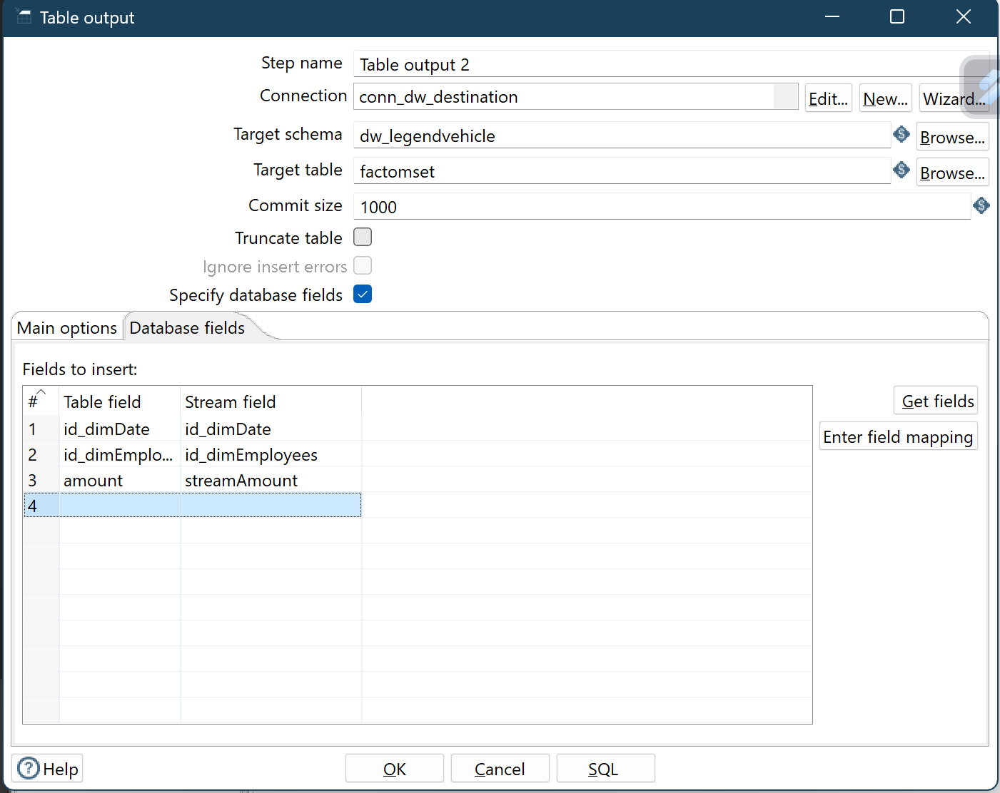 Table output
Step name Table output 2
Connection conn_dw_destination Edit... New... Wizard...
Target schema dw_legendvehicle Browse...
Target table factomset Browse...
Commit size 1000
Truncate table
Ignore insert errors
Specify database fields
Main options Database fields
Fields to insert:
# Table field Stream field Get fields
1 id_dimDate id_dimDate
Enter field mapping
2 id_dimEmplo... id_dimEmployees
3 amount streamAmount
4
Help OK Cancel SQL